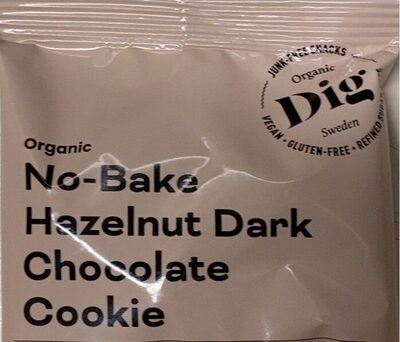 JUNK-FREE SNACKS
Organic
Dig
Sweden
VEGAN • GLUTEN-FREE • REFINED
Organic
No-Bake
Hazelnut Dark
Chocolate
Cookie